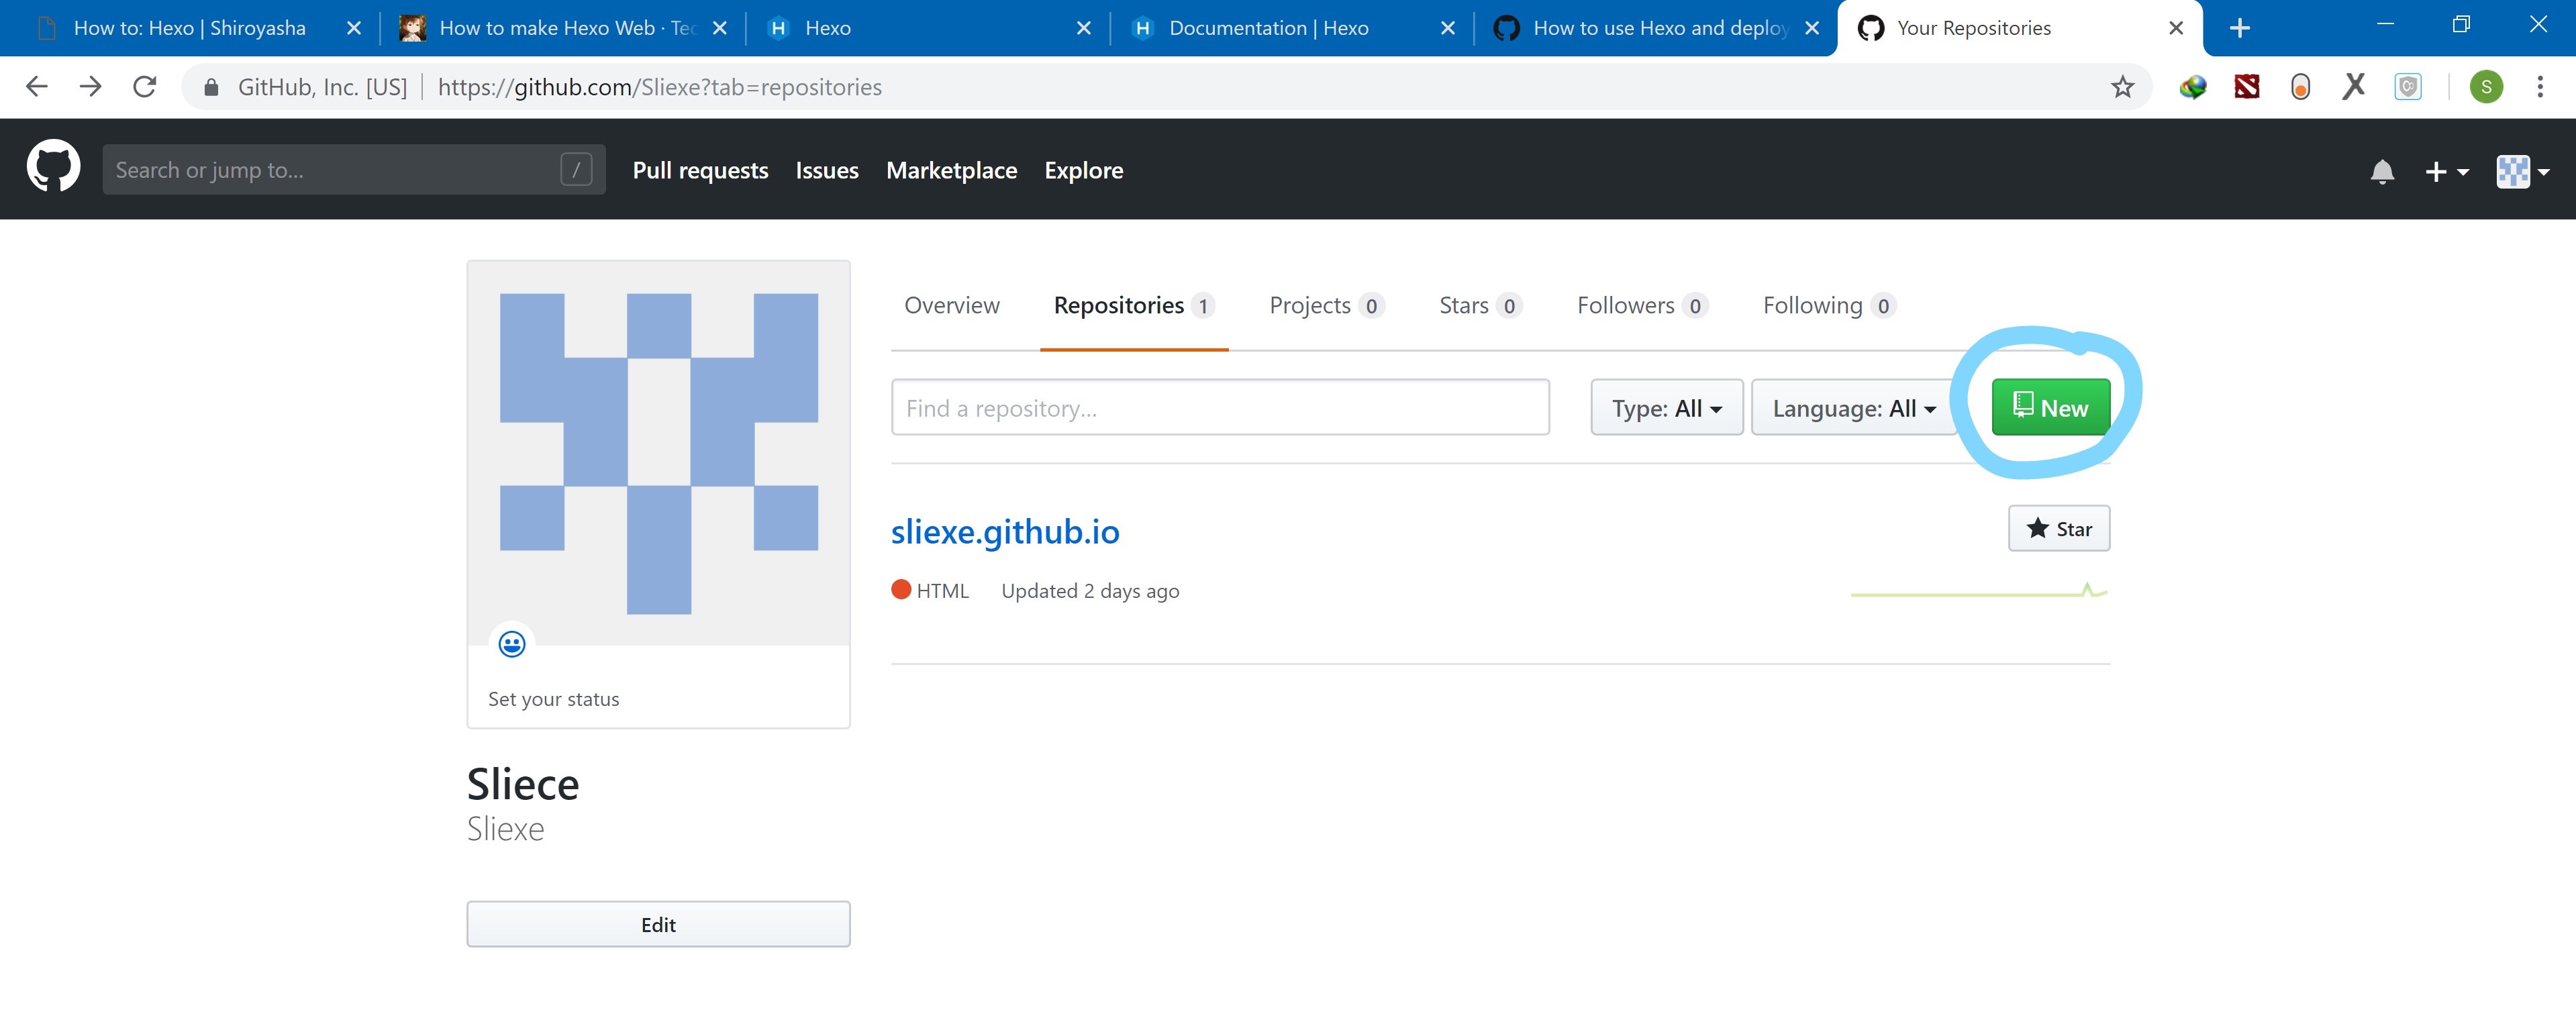 How to: Hexo | Shiroyasha
How to make Hexo Web · Tec
Hexo
Documentation | Hexo
How to use Hexo and deploy
Your Repositories
GitHub, Inc. [US] | https://github.com/Sliexe?tab=repositories
S
Search or jump to... /
Pull requests Issues Marketplace Explore
Overview Repositories 1 Projects 0 Stars 0 Followers 0 Following 0
Find a repository... Type: All Language: All New
sliexe.github.io
Star
HTML Updated 2 days ago
Set your status
Sliece
Sliexe
Edit